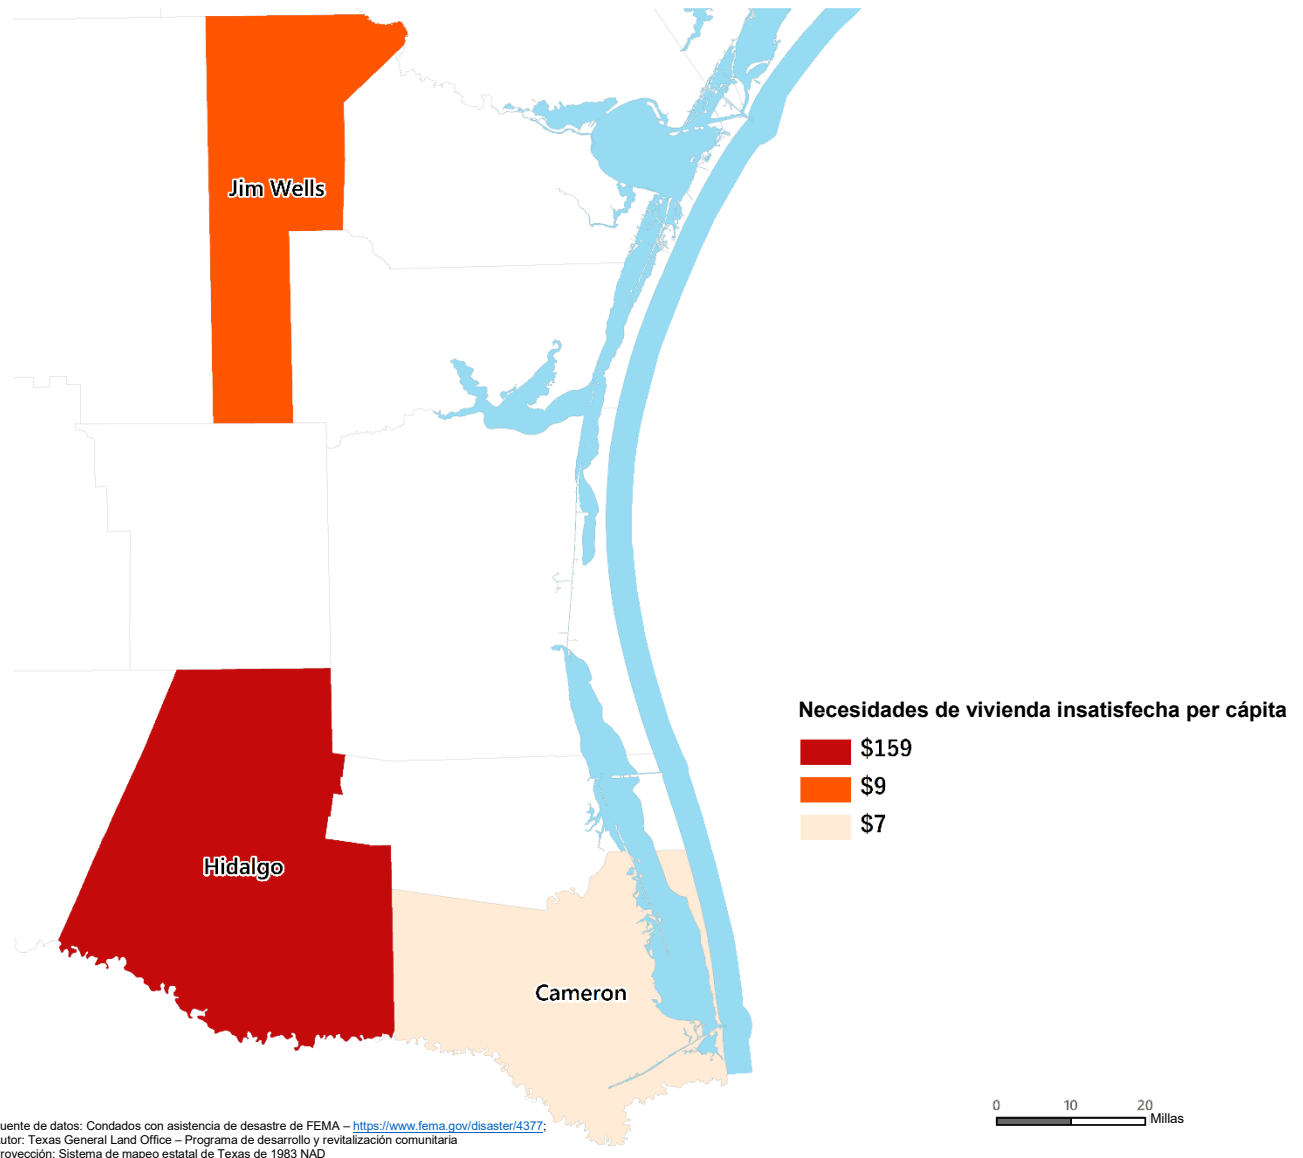 Jim Wells
Necesidades de vivienda insatisfecha per cápita
$159
$9
$7
Hidalgo
Cameron
0 10 20
Millas
uente de datos: Condados con asistencia de desastre de FEMA – https://www.fema.gov/disaster/4377;
utor: Texas General Land Office – Programa de desarrollo y revitalización comunitaria
royección: Sistema de mapeo estatal de Texas de 1983 NAD